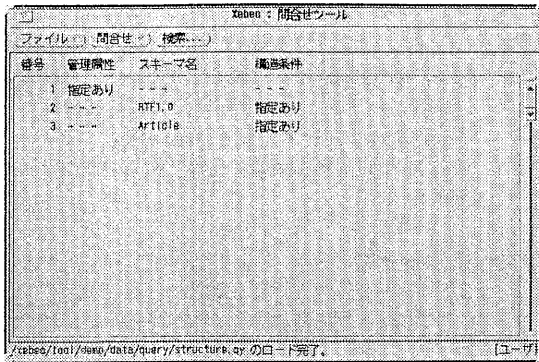 Xebec : 問合せツール
ファイル 問合せ 検索...
番号 管理属性 スキーマ名 構造条件
1 指定あり - - - - - -
2 - - - RTF1.0 指定あり
3 - - - Article 指定あり
/xebec/tool/demo/data/query/structure.qy のロード完了。 [ユーザ]